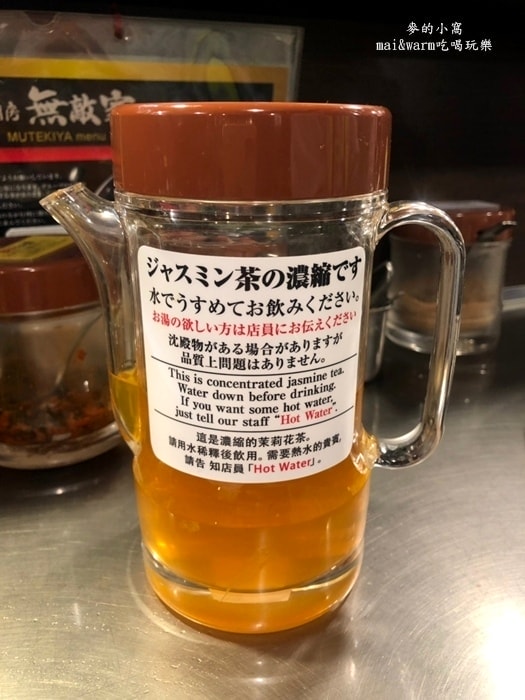 麥的小窩
mai&warm吃喝玩樂
無敵家
MUTEKIYA menu
ジャスミン茶の濃縮です
水でうすめてお飲みください。
お湯の欲しい方は店員にお伝えください
沈殿物がある場合がありますが
品質上問題はありません。
This is concentrated jasmine tea.
Water down before drinking.
If you want some hot water,
just tell our staff "Hot Water".
這是濃縮的茉莉花茶。
請用水稀釋後飲用。需要熱水的貴賓,
請告 知店員「Hot Water」。